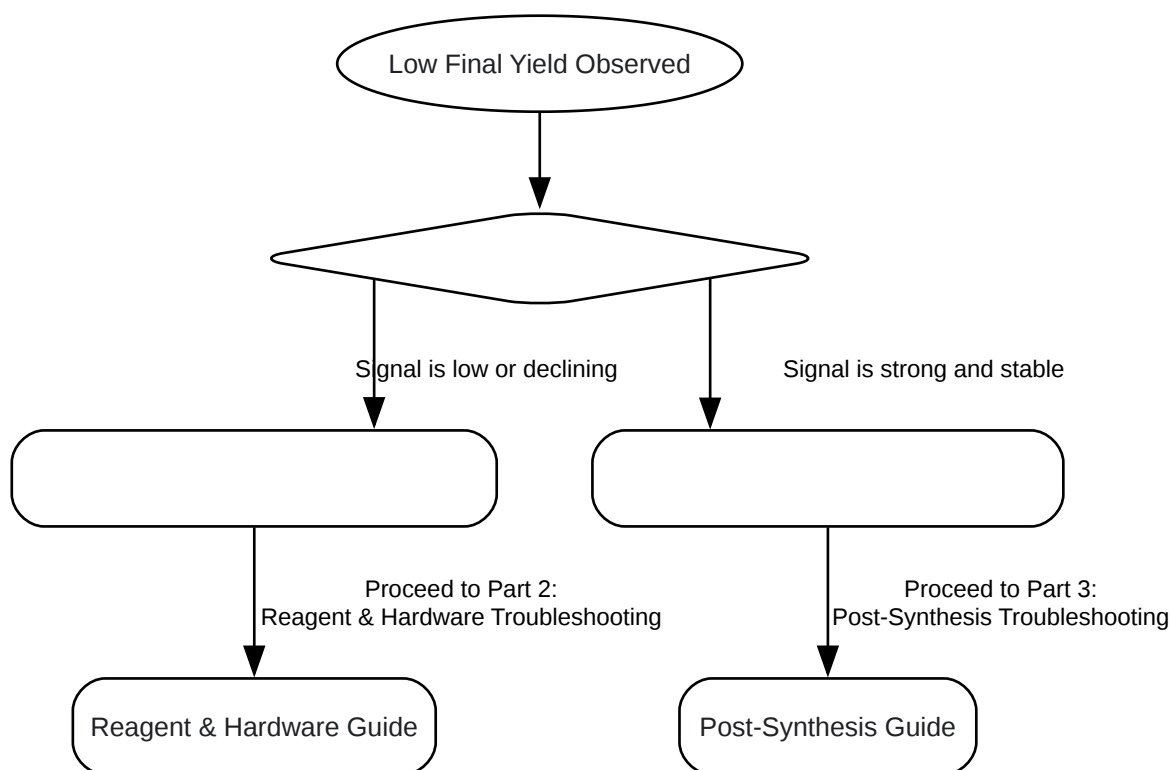 Low Final Yield Observed
Signal is low or declining
Signal is strong and stable
Proceed to Part 2:
Reagent & Hardware Troubleshooting
Proceed to Part 3:
Post-Synthesis Troubleshooting
Reagent & Hardware Guide
Post-Synthesis Guide